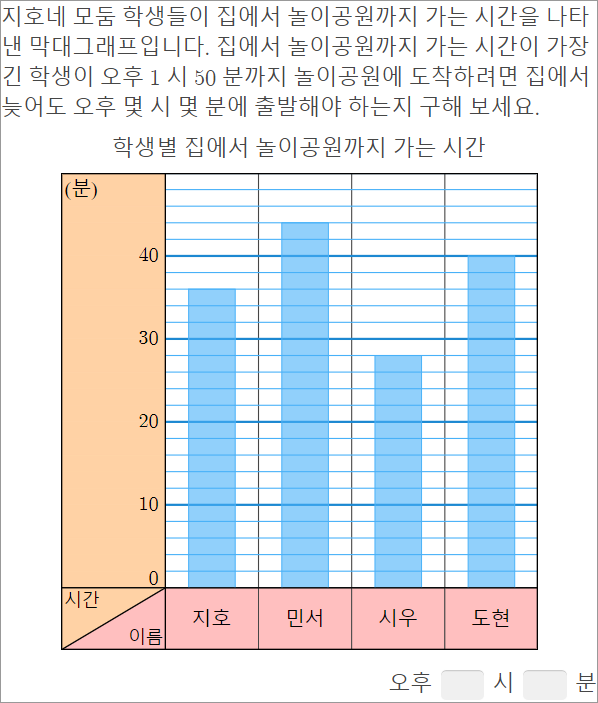 지호네 모둠 학생들이 집에서 놀이공원까지 가는 시간을 나타
낸 막대그래프입니다. 집에서 놀이공원까지 가는 시간이 가장
긴 학생이 오후 1 시 50 분까지 놀이공원에 도착하려면 집에서
늦어도 오후 몇 시 몇 분에 출발해야 하는지 구해 보세요.
학생별 집에서 놀이공원까지 가는 시간
(분)
40
30
20
10
0
시간
이름
지호 민서 시우 도현
오후 시 분